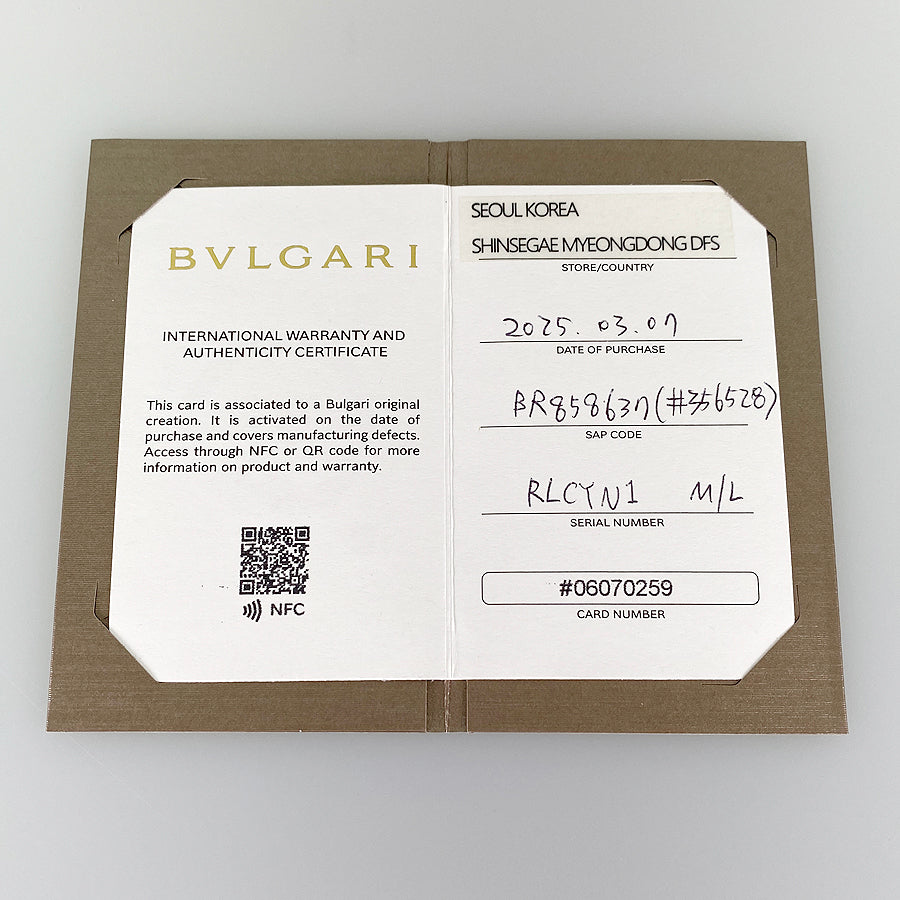 BVLGARI
INTERNATIONAL WARRANTY AND
AUTHENTICITY CERTIFICATE
This card is associated to a Bulgari original
creation. It is activated on the date of
purchase and covers manufacturing defects.
Access through NFC or QR code for more
information on product and warranty.
NFC
SEOUL KOREA
SHINSEGAE MYEONGDONG DFS
STORE/COUNTRY
2025. 03. 07
DATE OF PURCHASE
BR858637(#356528)
SAP CODE
RLCYN1 M/L
SERIAL NUMBER
#06070259
CARD NUMBER